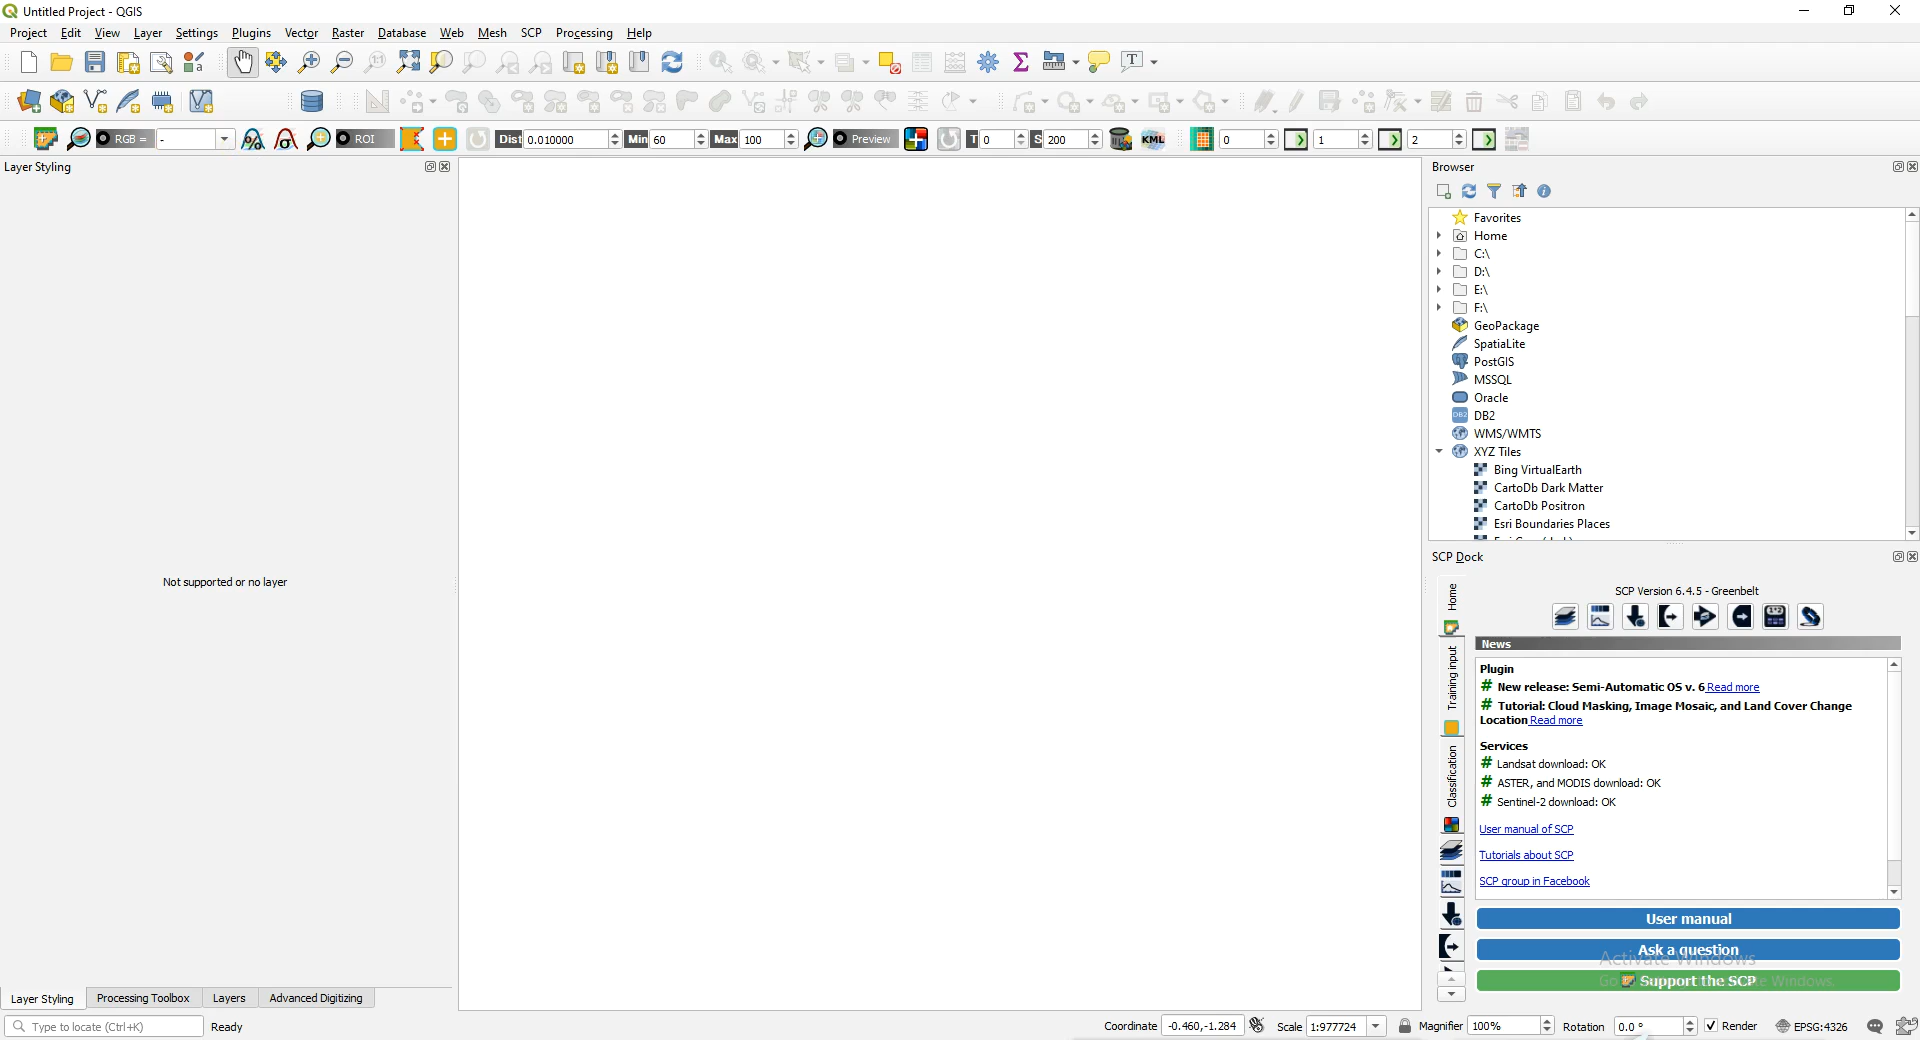 Untitled Project - QGIS
Project Edit View Layer Settings Plugins Vector Raster Database Web Mesh SCP Processing Help
RGB = - ROI Dist 0.010000 Min 60 Max 100 Preview T 0 S 200 KML 0 1 2
Layer Styling
Not supported or no layer
Browser
Favorites
Home
C:\
D:\
E:\
F:\
GeoPackage
SpatiaLite
PostGIS
MSSQL
Oracle
DB2
WMS/WMTS
XYZ Tiles
Bing VirtualEarth
CartoDb Dark Matter
CartoDb Positron
Esri Boundaries Places
SCP Dock
Home
Training input
Classification
SCP Version 6.4.5 - Greenbelt
News
Plugin
# New release: Semi-Automatic OS v. 6 Read more
# Tutorial: Cloud Masking, Image Mosaic, and Land Cover Change
Location Read more
Services
# Landsat download: OK
# ASTER, and MODIS download: OK
# Sentinel-2 download: OK
User manual of SCP
Tutorials about SCP
SCP group in Facebook
User manual
Ask a question
Activate Windows
Support the SCP
Layer Styling Processing Toolbox Layers Advanced Digitizing
Type to locate (Ctrl+K) Ready Coordinate -0.460,-1.284 Scale 1:977724 Magnifier 100% Rotation 0.0 ° Render EPSG:4326